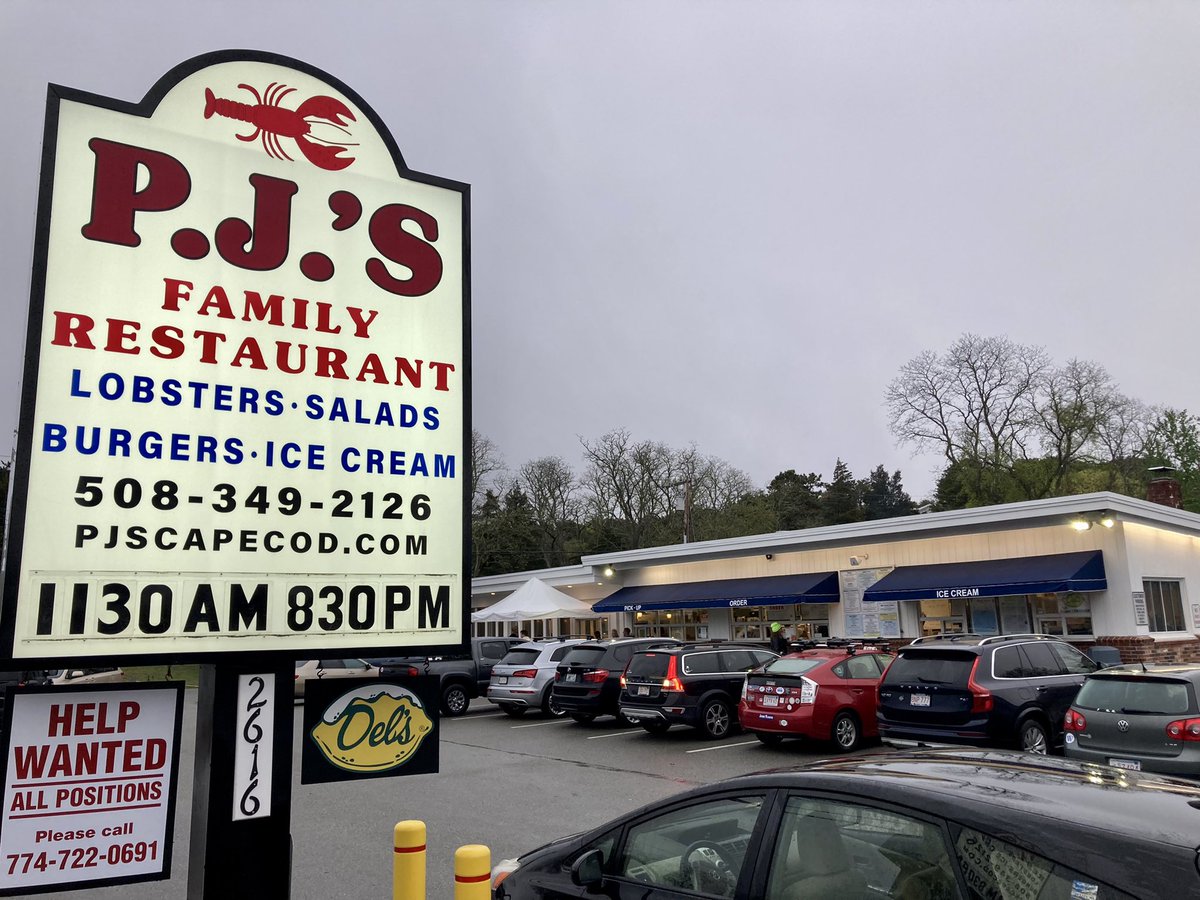 P.J.'S
FAMILY
RESTAURANT
LOBSTERS·SALADS
BURGERS·ICE CREAM
508-349-2126
PJSCAPECOD.COM
1130AM 830PM
HELP
WANTED
ALL POSITIONS
Please call
774-722-0691
2616
Del's
PICK-UP
ORDER
ICE CREAM